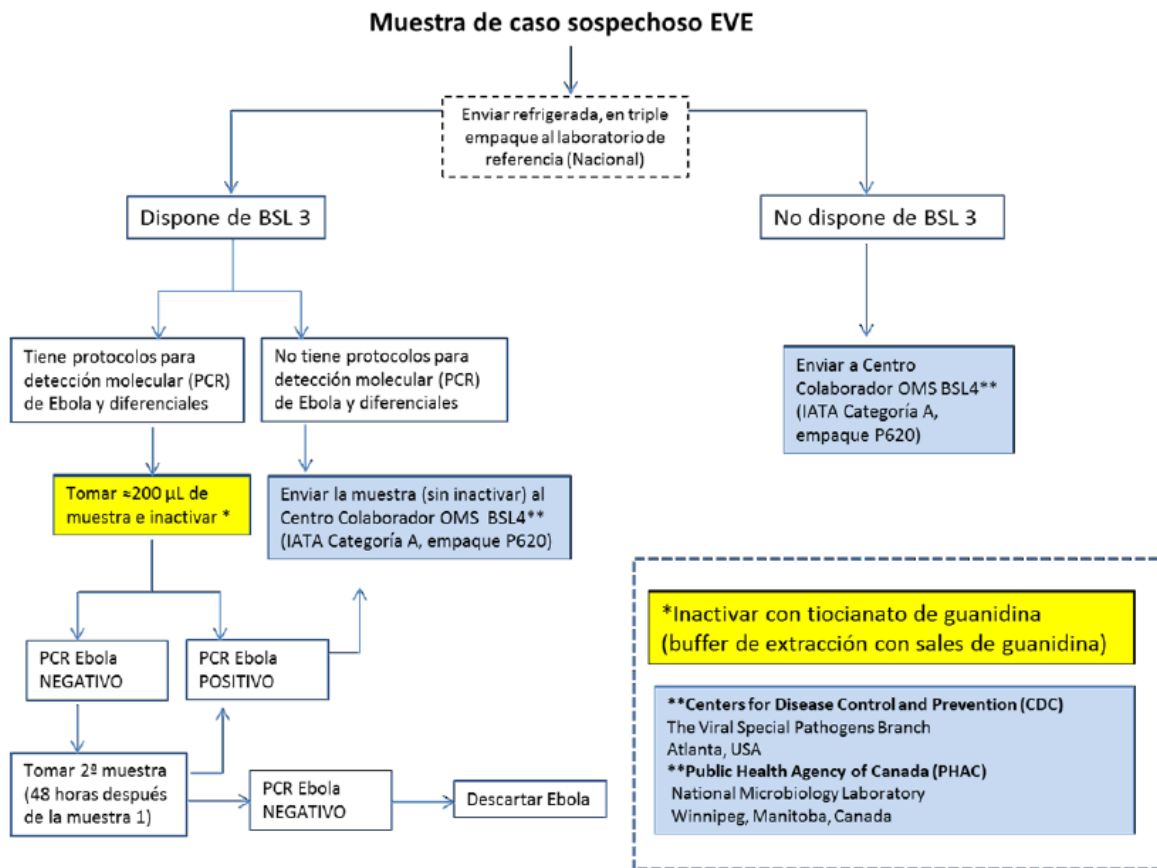 Muestra de caso sospechoso EVE
Enviar refrigerada, en triple
empaque al laboratorio de
referencia (Nacional)
Dispone de BSL 3
No dispone de BSL 3
Tiene protocolos para
detección molecular (PCR)
de Ebola y diferenciales
No tiene protocolos para
detección molecular (PCR)
de Ebola y diferenciales
Enviar a Centro
Colaborador OMS BSL4**
(IATA Categoría A,
empaque P620)
Tomar ≈200 µL de
muestra e inactivar *
Enviar la muestra (sin inactivar) al
Centro Colaborador OMS BSL4**
(IATA Categoría A, empaque P620)
PCR Ebola
NEGATIVO
PCR Ebola
POSITIVO
Tomar 2ª muestra
(48 horas después
de la muestra 1)
PCR Ebola
NEGATIVO
Descartar Ebola
*Inactivar con tiocianato de guanidina
(buffer de extracción con sales de guanidina)
**Centers for Disease Control and Prevention (CDC)
The Viral Special Pathogens Branch
Atlanta, USA
**Public Health Agency of Canada (PHAC)
National Microbiology Laboratory
Winnipeg, Manitoba, Canada